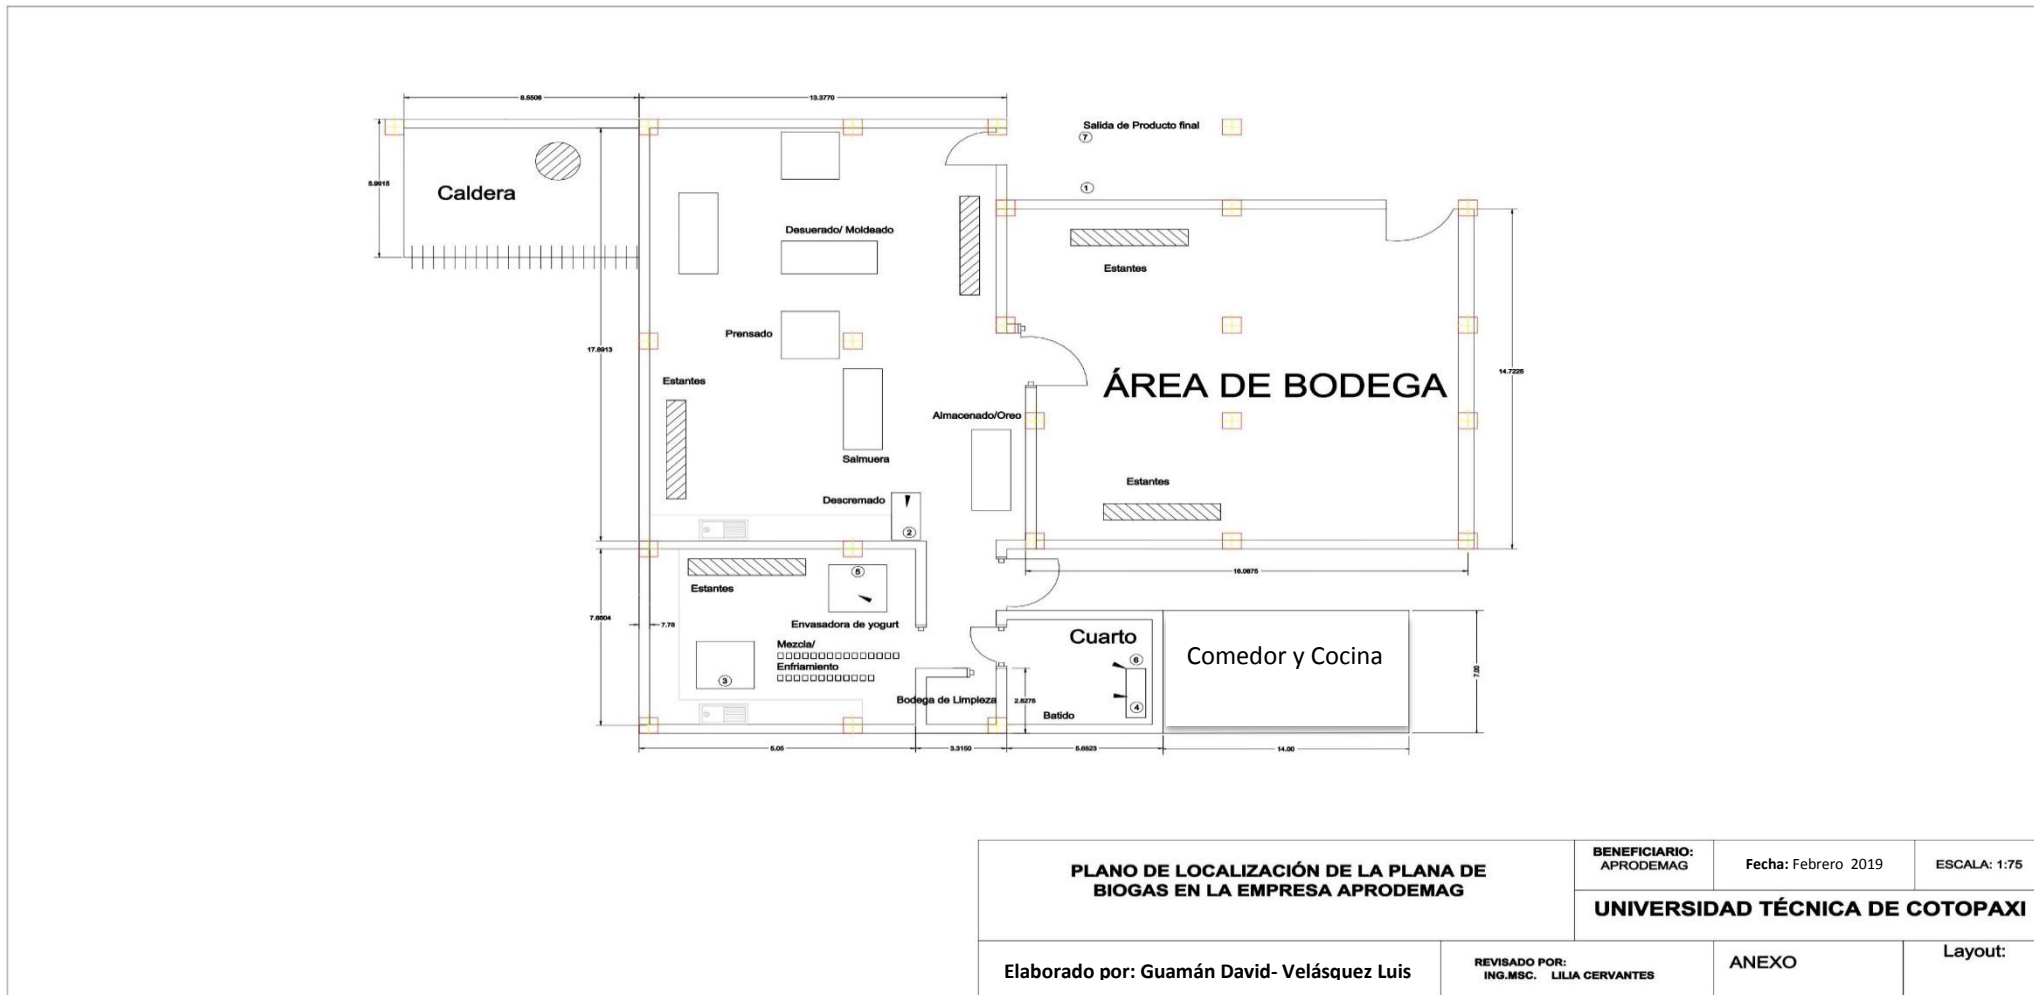 8.5508
13.3770
Salida de Producto final
7
5.9915
Caldera
1
Desuerado/ Moldeado
Estantes
Prensado
17.8913
Estantes
14.7225
ÁREA DE BODEGA
Almacenado/Oreo
Salmuera
Estantes
Descremado
2
16.0875
5
Estantes
7.78
Envasadora de yogurt
Mezcla/
Enfriamiento
3
Cuarto
6
Comedor y Cocina
7.00
Bodega de Limpieza
2.8275
4
Batido
5.05
3.3150
5.6623
14.00
PLANO DE LOCALIZACIÓN DE LA PLANA DE
BIOGAS EN LA EMPRESA APRODEMAG
BENEFICIARIO:
APRODEMAG
Fecha: Febrero 2019
ESCALA: 1:75
UNIVERSIDAD TÉCNICA DE COTOPAXI
Elaborado por: Guamán David- Velásquez Luis
REVISADO POR:
ING.MSC. LILIA CERVANTES
ANEXO
Layout: